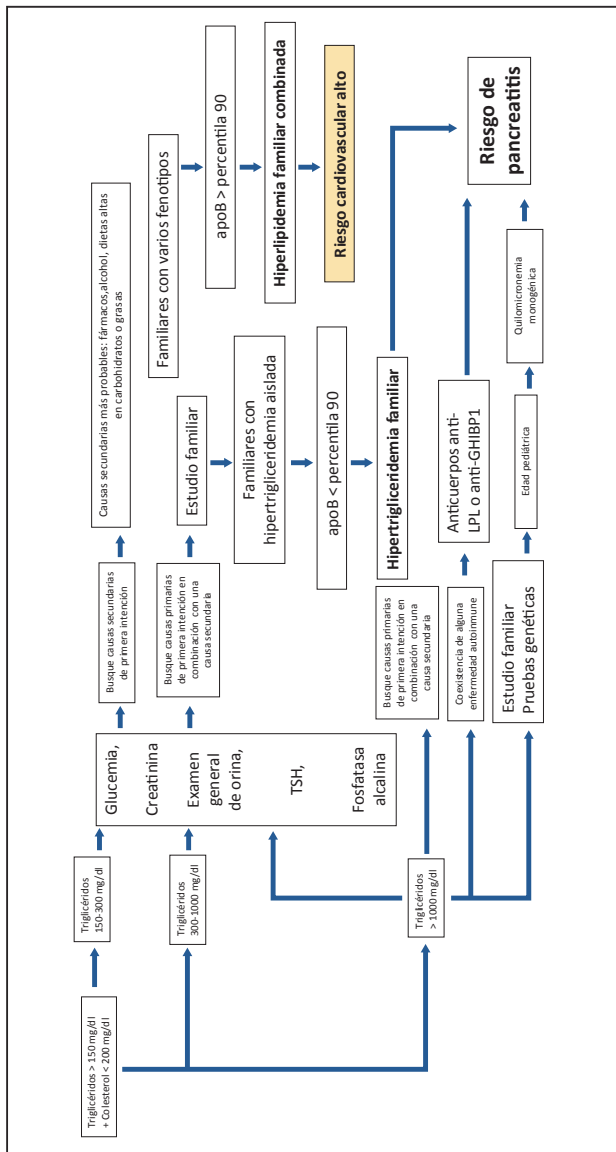 Triglicéridos > 150 mg/dl
+ Colesterol < 200 mg/dl
Triglicéridos
150-300 mg/dl
Triglicéridos
300-1000 mg/dl
Triglicéridos
> 1000 mg/dl
Glucemia,
Creatinina
Examen
general
de orina,
TSH,
Fosfatasa
alcalina
Busque causas secundarias
de primera intención
Causas secundarias más probables: fármacos,alcohol, dietas altas
en carbohidratos o grasas
Busque causas primarias
de primera intención en
combinación con una
causa secundaria
Estudio familiar
Familiares con varios fenotipos
apoB > percentila 90
Hiperlipidemia familiar combinada
Riesgo cardiovascular alto
Familiares con
hipertrigliceridemia aislada
apoB < percentila 90
Hipertrigliceridemia familiar
Busque causas primarias
de primera intención en
combinación con una
causa secundaria
Coexistencia de alguna
enfermedad autoinmune
Anticuerpos anti-
LPL o anti-GHIBP1
Estudio familiar
Pruebas genéticas
Edad pediátrica
Quilomicronemia
monogénica
Riesgo de
pancreatitis